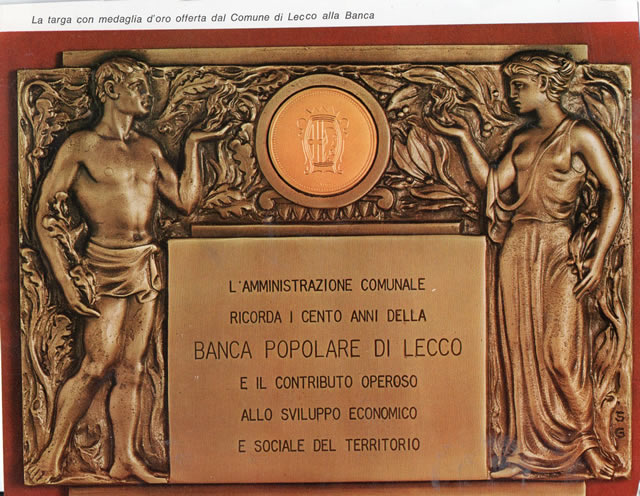 La targa con medaglia d'oro offerta dal Comune di Lecco alla Banca
L'AMMINISTRAZIONE COMUNALE
RICORDA I CENTO ANNI DELLA
BANCA POPOLARE DI LECCO
E IL CONTRIBUTO OPEROSO
ALLO SVILUPPO ECONOMICO
E SOCIALE DEL TERRITORIO